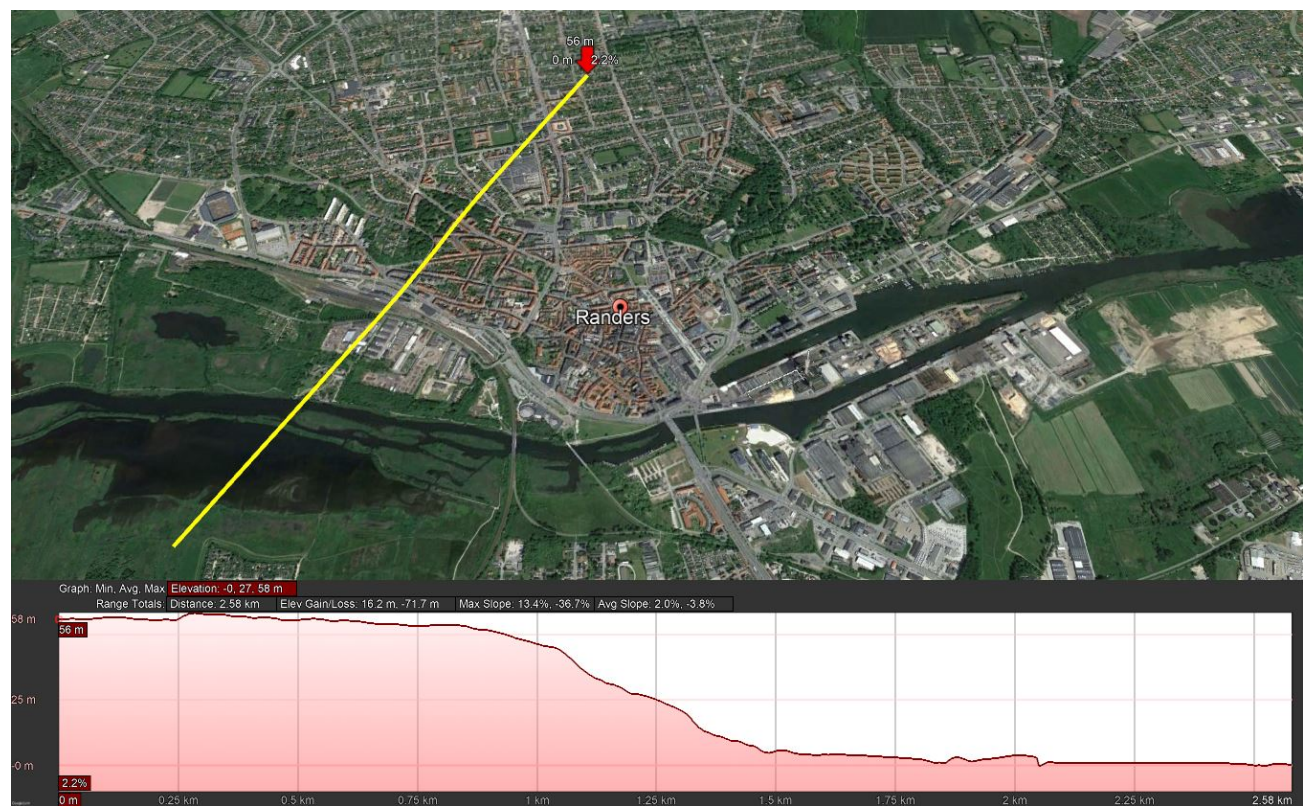 56 m
0 m 2.2%
Randers
Graph: Min, Avg, Max Elevation: -0, 27, 58 m
Range Totals: Distance: 2.58 km Elev Gain/Loss: 16.2 m, -71.7 m Max Slope: 13.4%, -36.7% Avg Slope: 2.0%, -3.8%
58 m
56 m
25 m
-0 m
2.2%
0 m 0.25 km 0.5 km 0.75 km 1 km 1.25 km 1.5 km 1.75 km 2 km 2.25 km 2.58 km